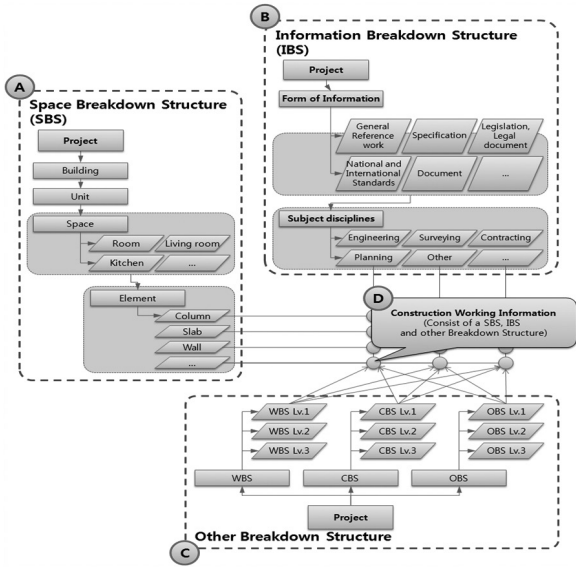 A
Space Breakdown Structure
(SBS)
Project
Building
Unit
Space
Room
Living room
Kitchen
...
Element
Column
Slab
Wall
...
B
Information Breakdown Structure
(IBS)
Project
Form of Information
General
Reference
work
Specification
Legislation,
Legal
document
National and
International
Standards
Document
...
Subject disciplines
Engineering
Surveying
Contracting
Planning
Other
...
D
Construction Working Information
(Consist of a SBS, IBS
and other Breakdown Structure)
WBS Lv.1
CBS Lv.1
OBS Lv.1
WBS Lv.2
CBS Lv.2
OBS Lv.2
WBS Lv.3
CBS Lv.3
OBS Lv.3
WBS
CBS
OBS
Project
Other Breakdown Structure
C